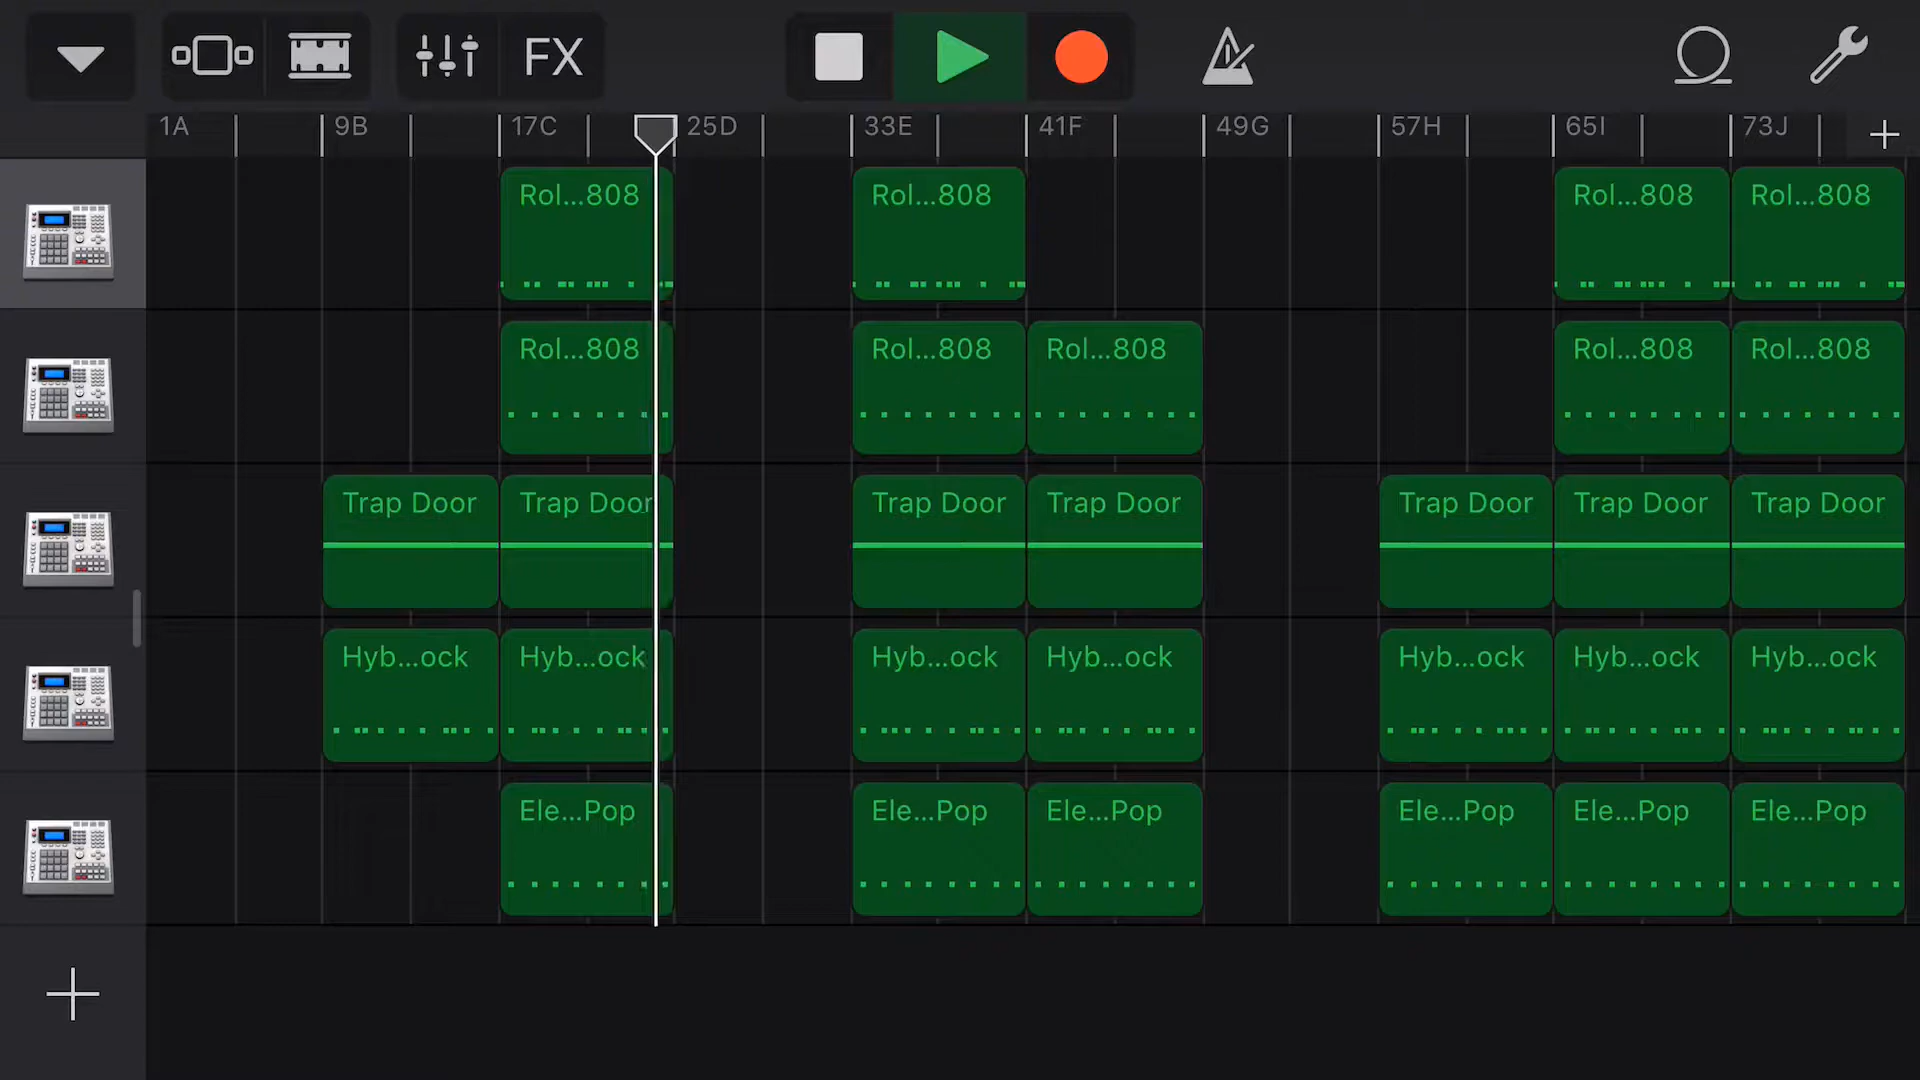 FX
1A 9B 17C 25D 33E 41F 49G 57H 65I 73J
Rol...808 Rol...808 Rol...808 Rol...808
Rol...808 Rol...808 Rol...808 Rol...808 Rol...808
Trap Door Trap Door Trap Door Trap Door Trap Door Trap Door Trap Door
Hyb...ock Hyb...ock Hyb...ock Hyb...ock Hyb...ock Hyb...ock Hyb...ock
Ele...Pop Ele...Pop Ele...Pop Ele...Pop Ele...Pop Ele...Pop